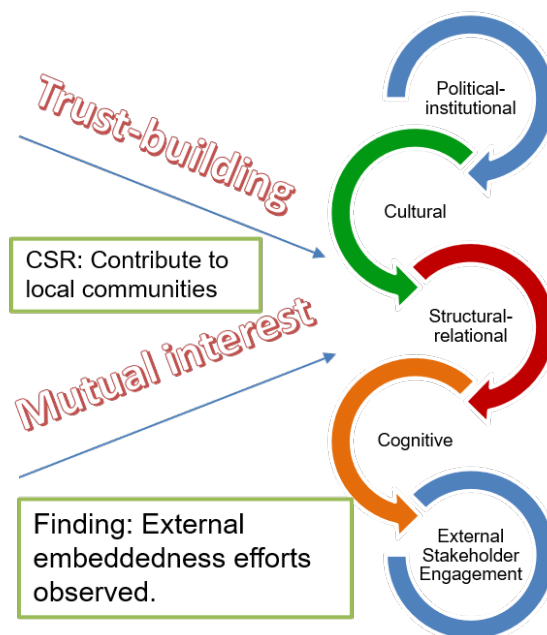 Trust-building
CSR: Contribute to
local communities
Mutual interest
Finding: External
embeddedness efforts
observed.
Political-
institutional
Cultural
Structural-
relational
Cognitive
External
Stakeholder
Engagement